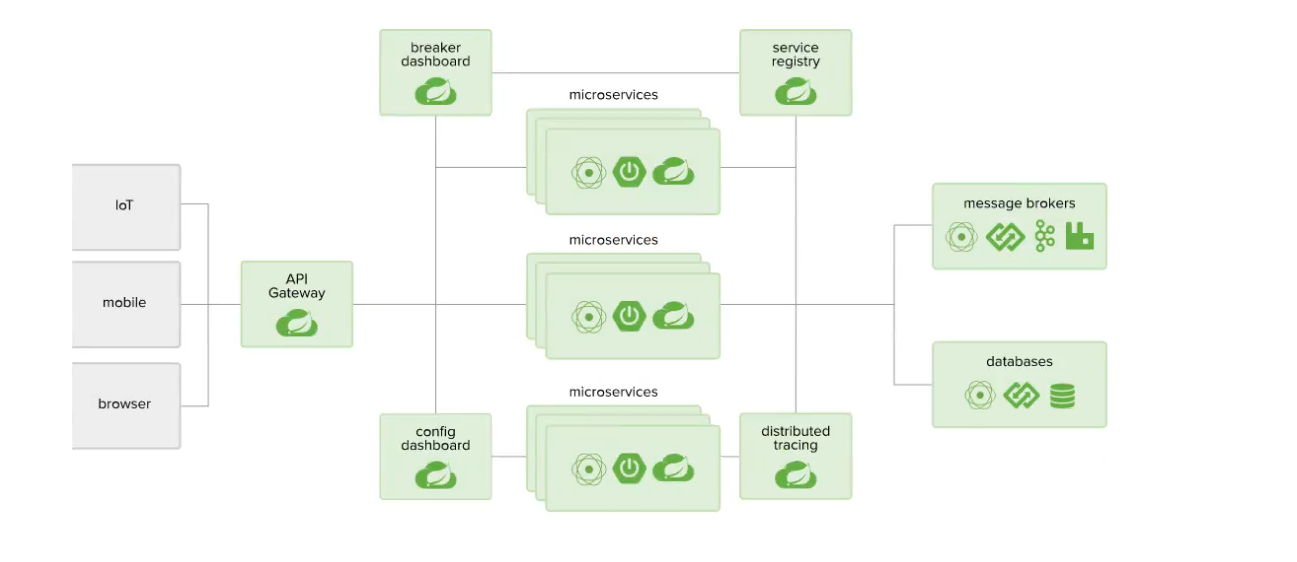 breaker
dashboard
service
registry
microservices
IoT
message brokers
microservices
API
Gateway
mobile
databases
microservices
browser
config
dashboard
distributed
tracing